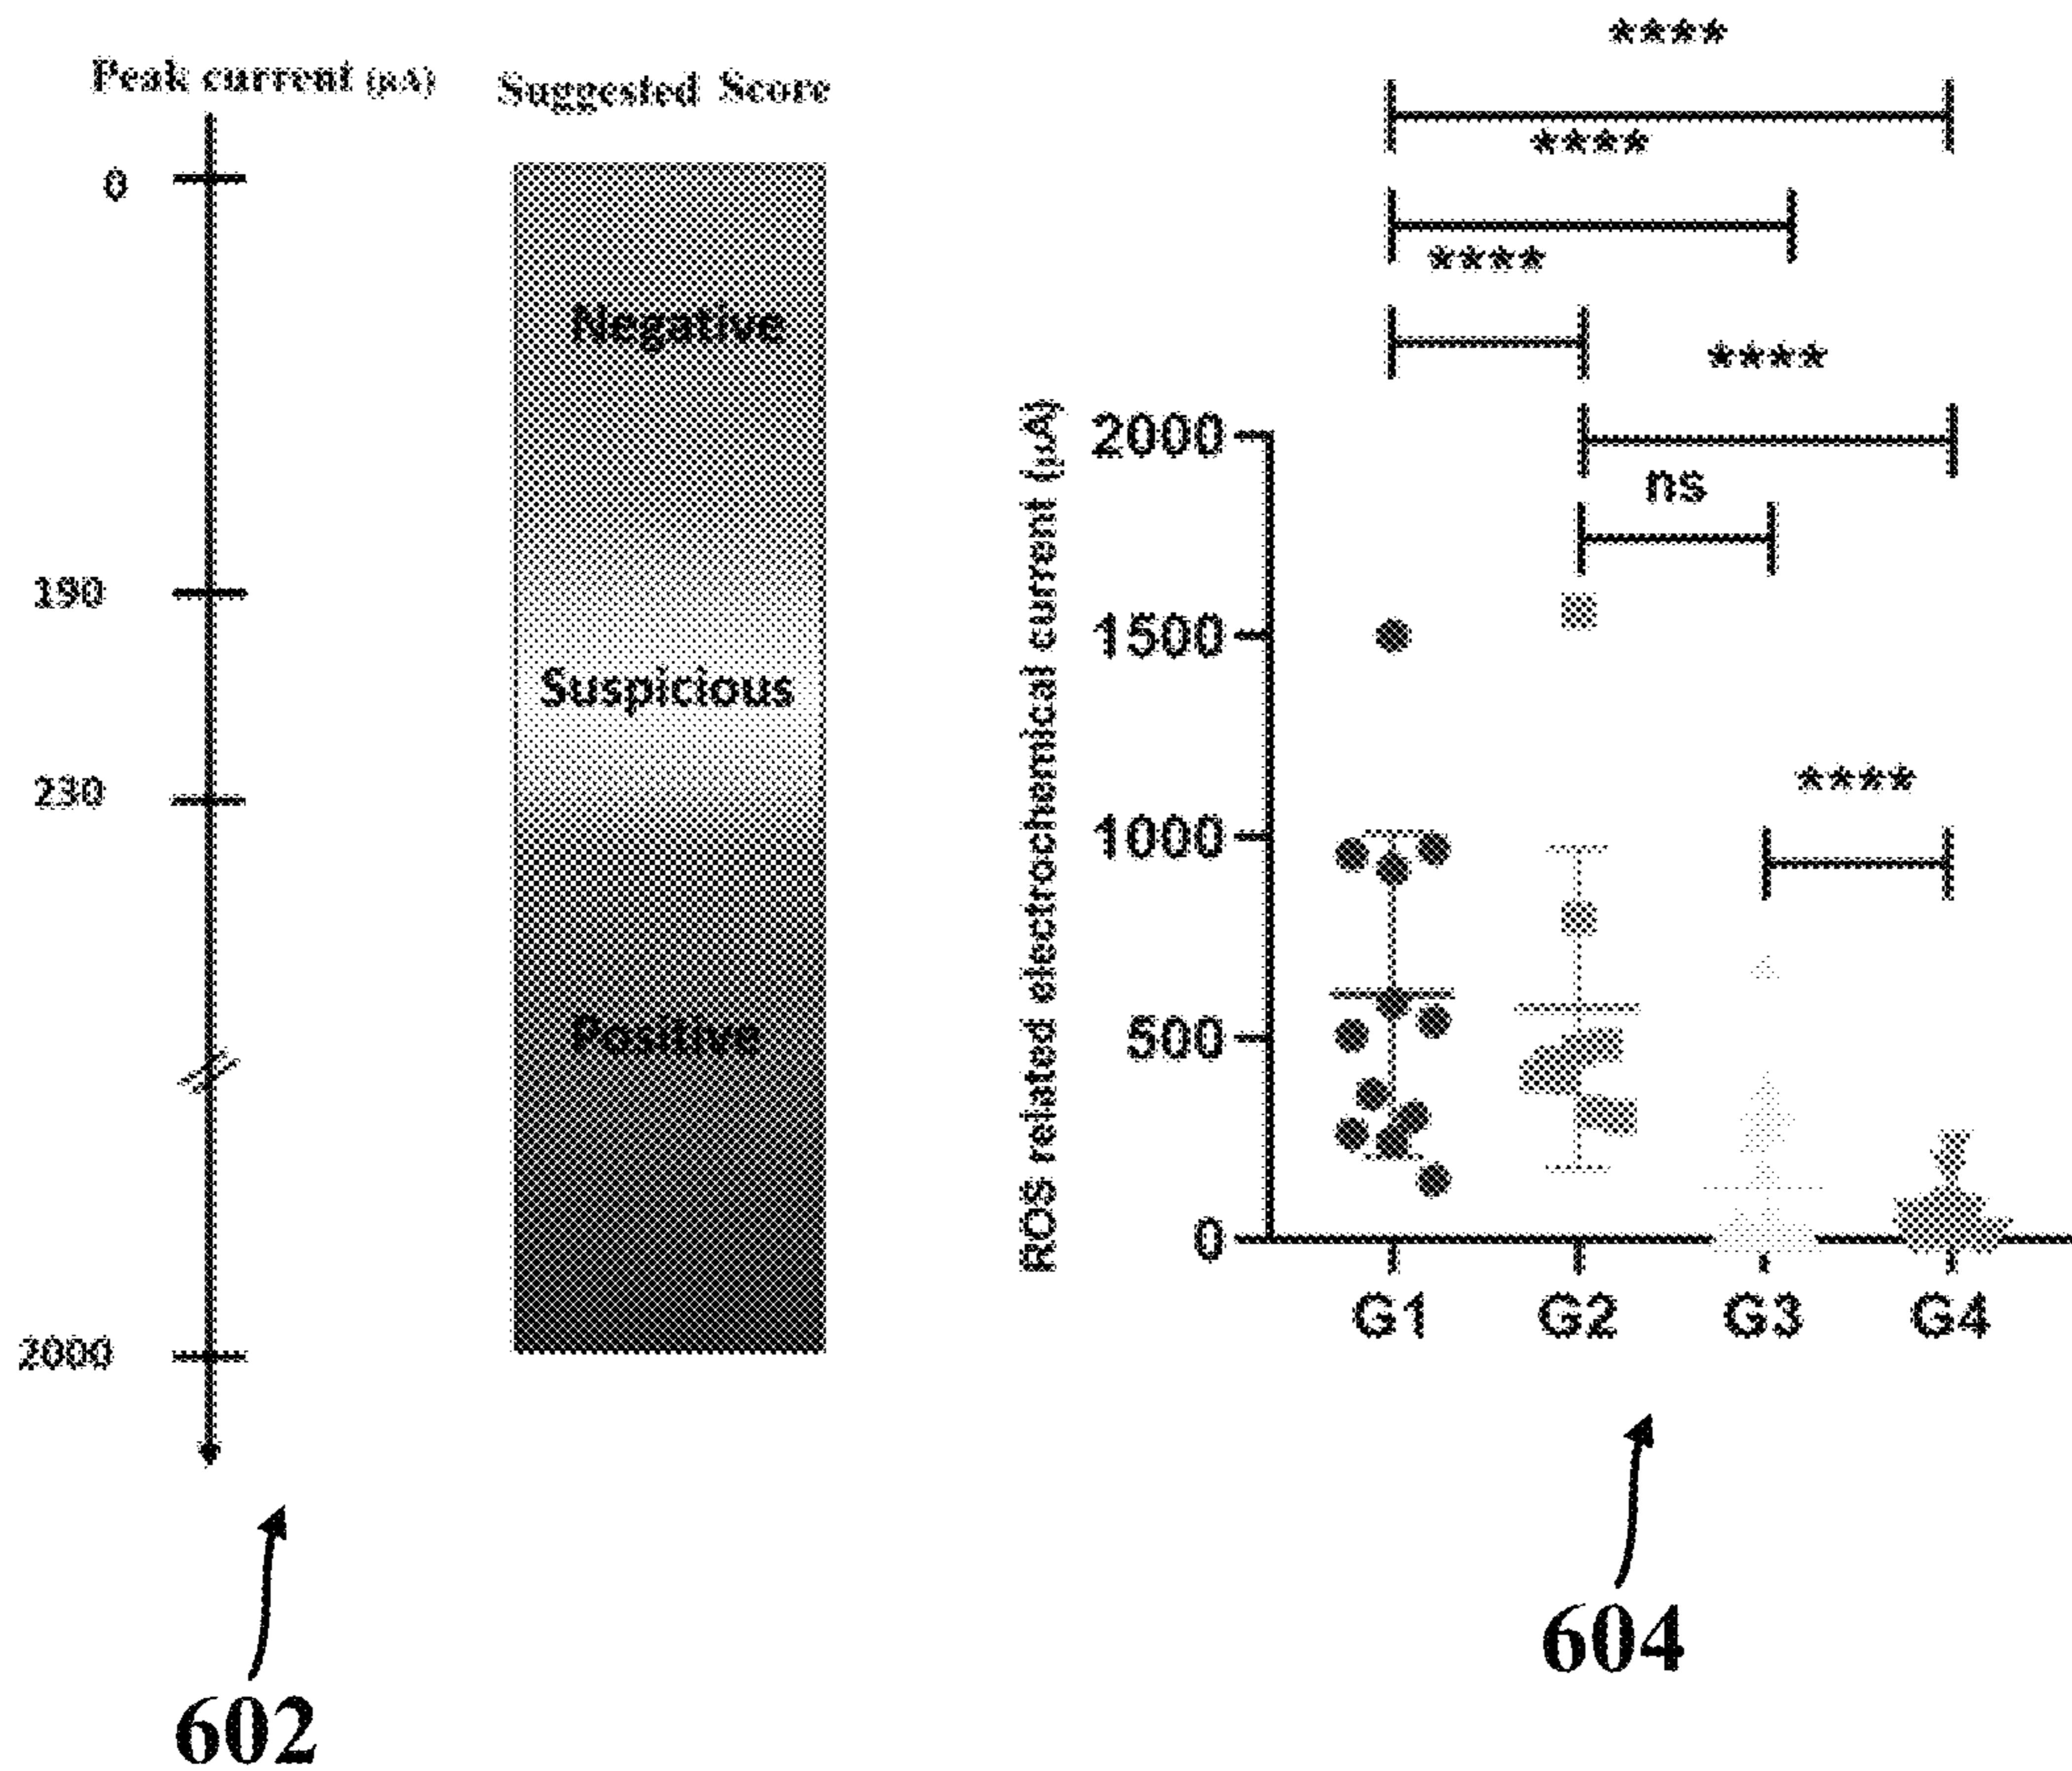 Peak current (µA)
Suggested Score
0
Negative
190
Suspicious
230
Positive
2000
602
****
****
****
****
ns
****
ROS related electrochemical current (µA)
2000
1500
1000
500
0
G1 G2 G3 G4
604